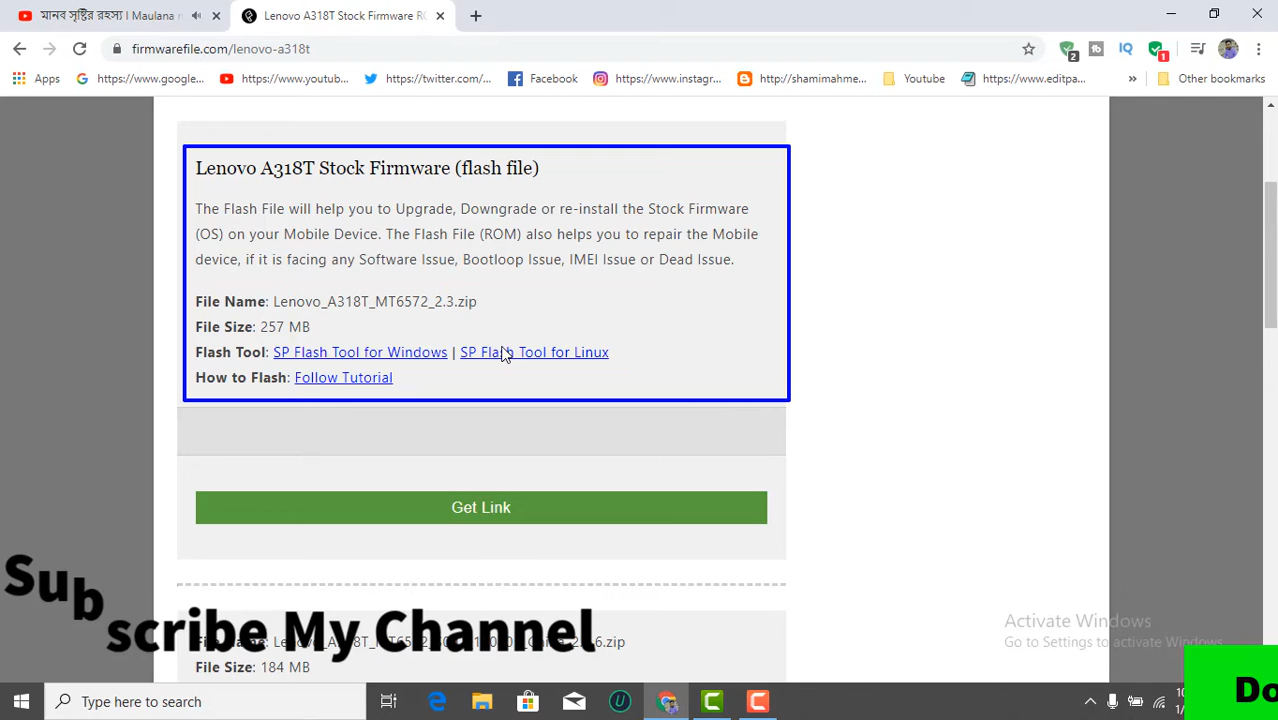 মানব সৃষ্টির রহস্য l Maulana
Lenovo A318T Stock Firmware RO
firmwarefile.com/lenovo-a318t
2
1
Apps
https://www.google...
https://www.youtub...
https://twitter.com/...
Facebook
https://www.instagr...
http://shamimahme...
Youtube
https://www.editpa...
Other bookmarks
Lenovo A318T Stock Firmware (flash file)
The Flash File will help you to Upgrade, Downgrade or re-install the Stock Firmware
(OS) on your Mobile Device. The Flash File (ROM) also helps you to repair the Mobile
device, if it is facing any Software Issue, Bootloop Issue, IMEI Issue or Dead Issue.
File Name: Lenovo_A318T_MT6572_2.3.zip
File Size: 257 MB
Flash Tool: SP Flash Tool for Windows | SP Flash Tool for Linux
How to Flash: Follow Tutorial
Get Link
Subscribe My Channel
File Size: 184 MB
Activate Windows
Go to Settings to activate Windows.
Do
Type here to search